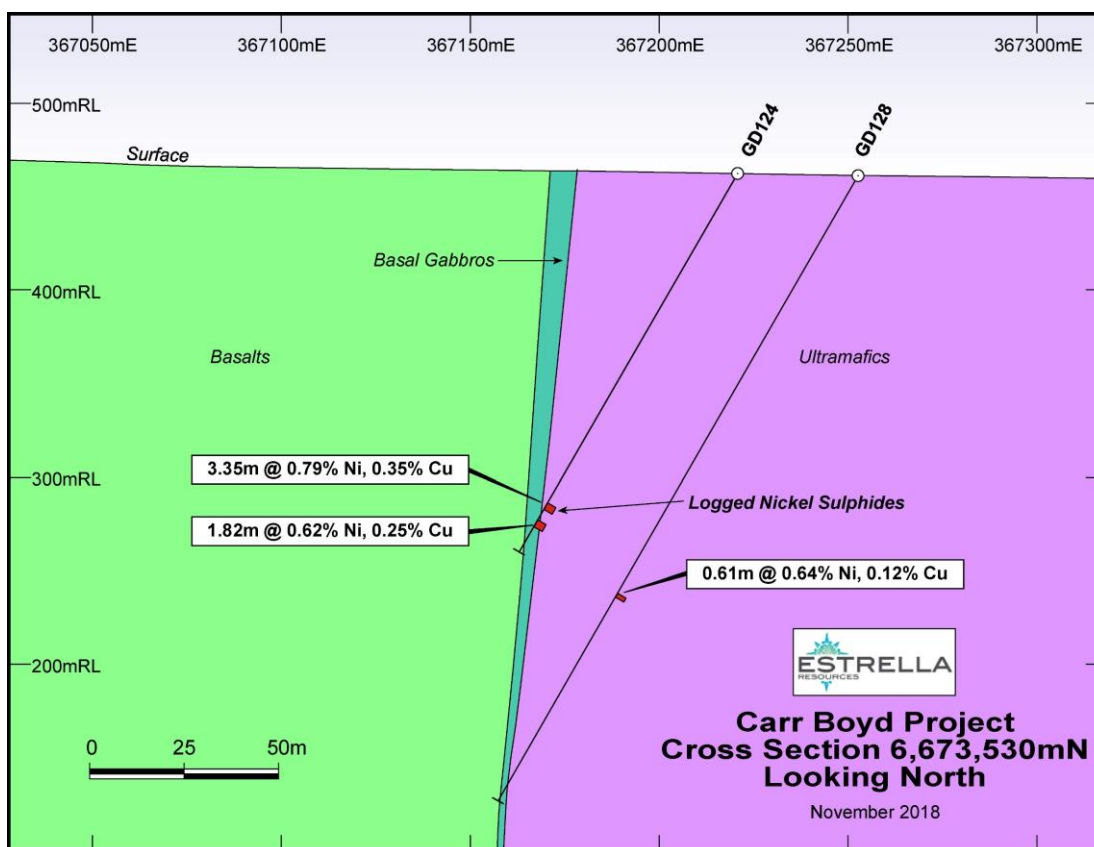 367050mE
367100mE
367150mE
367200mE
367250mE
367300mE
500mRL
GD124
GD128
Surface
Basal Gabbros
400mRL
Basalts
Ultramafics
3.35m @ 0.79% Ni, 0.35% Cu
300mRL
Logged Nickel Sulphides
1.82m @ 0.62% Ni, 0.25% Cu
0.61m @ 0.64% Ni, 0.12% Cu
200mRL
ESTRELLA
RESOURCES
0 25 50m
Carr Boyd Project
Cross Section 6,673,530mN
Looking North
November 2018